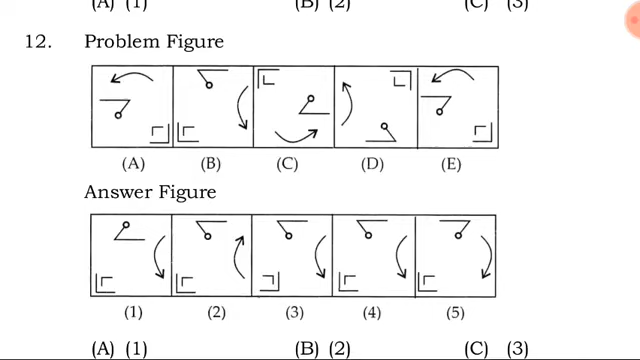 (A) (1) (B) (2) (C) (3)
12. Problem Figure
(A) (B) (C) (D) (E)
Answer Figure
(1) (2) (3) (4) (5)
(A) (1) (B) (2) (C) (3)